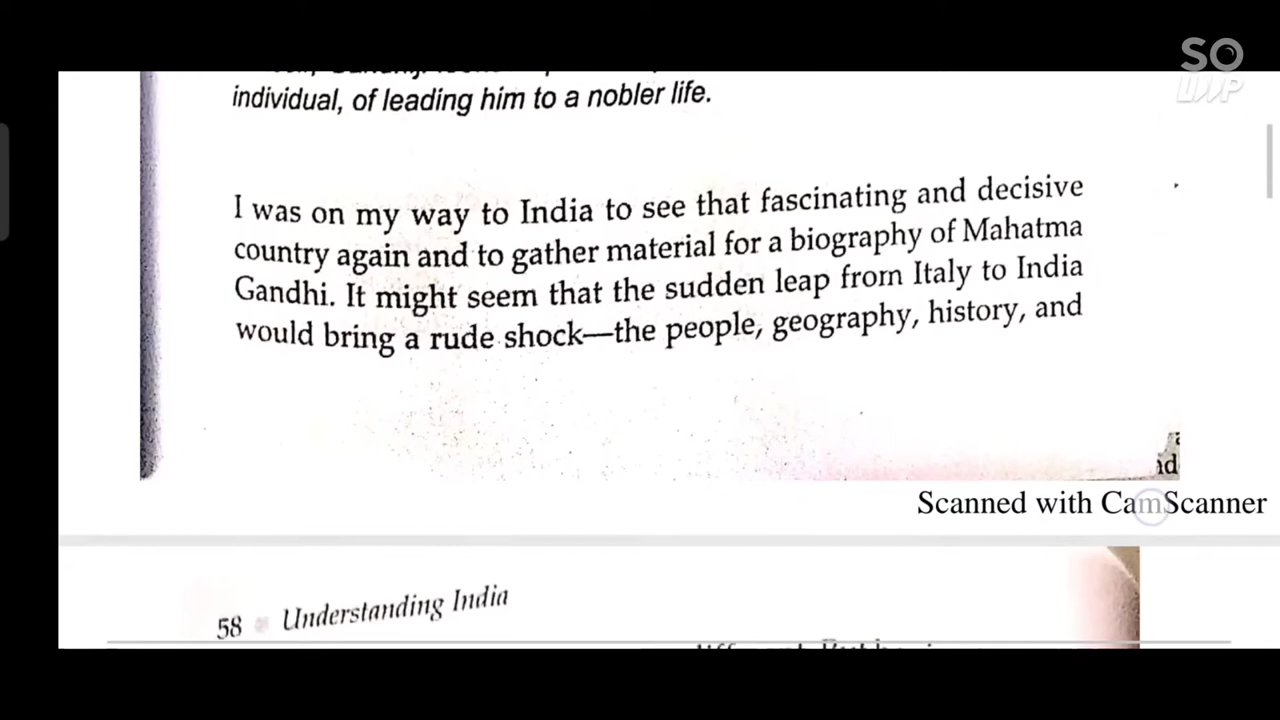 SO
individual, of leading him to a nobler life.
I was on my way to India to see that fascinating and decisive
country again and to gather material for a biography of Mahatma
Gandhi. It might seem that the sudden leap from Italy to India
would bring a rude shock—the people, geography, history, and
Scanned with CamScanner
58 Understanding India